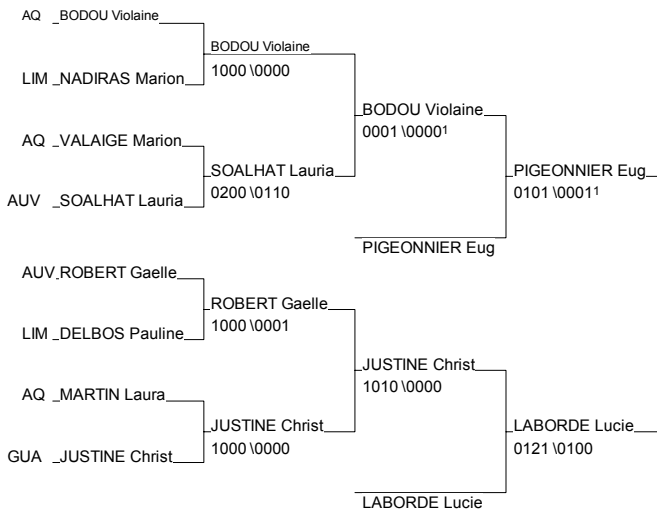 AQ _BODOU Violaine
BODOU Violaine
1000 \0000
LIM _NADIRAS Marion
BODOU Violaine
0001 \0000¹
AQ _VALAIGE Marion
SOALHAT Lauria
0200 \0110
PIGEONNIER Eug
0101 \0001¹
AUV _SOALHAT Lauria
PIGEONNIER Eug
AUV_ROBERT Gaelle
ROBERT Gaelle
1000 \0001
LIM _DELBOS Pauline
JUSTINE Christ
1010 \0000
AQ _MARTIN Laura
JUSTINE Christ
1000 \0000
LABORDE Lucie
0121 \0100
GUA _JUSTINE Christ
LABORDE Lucie